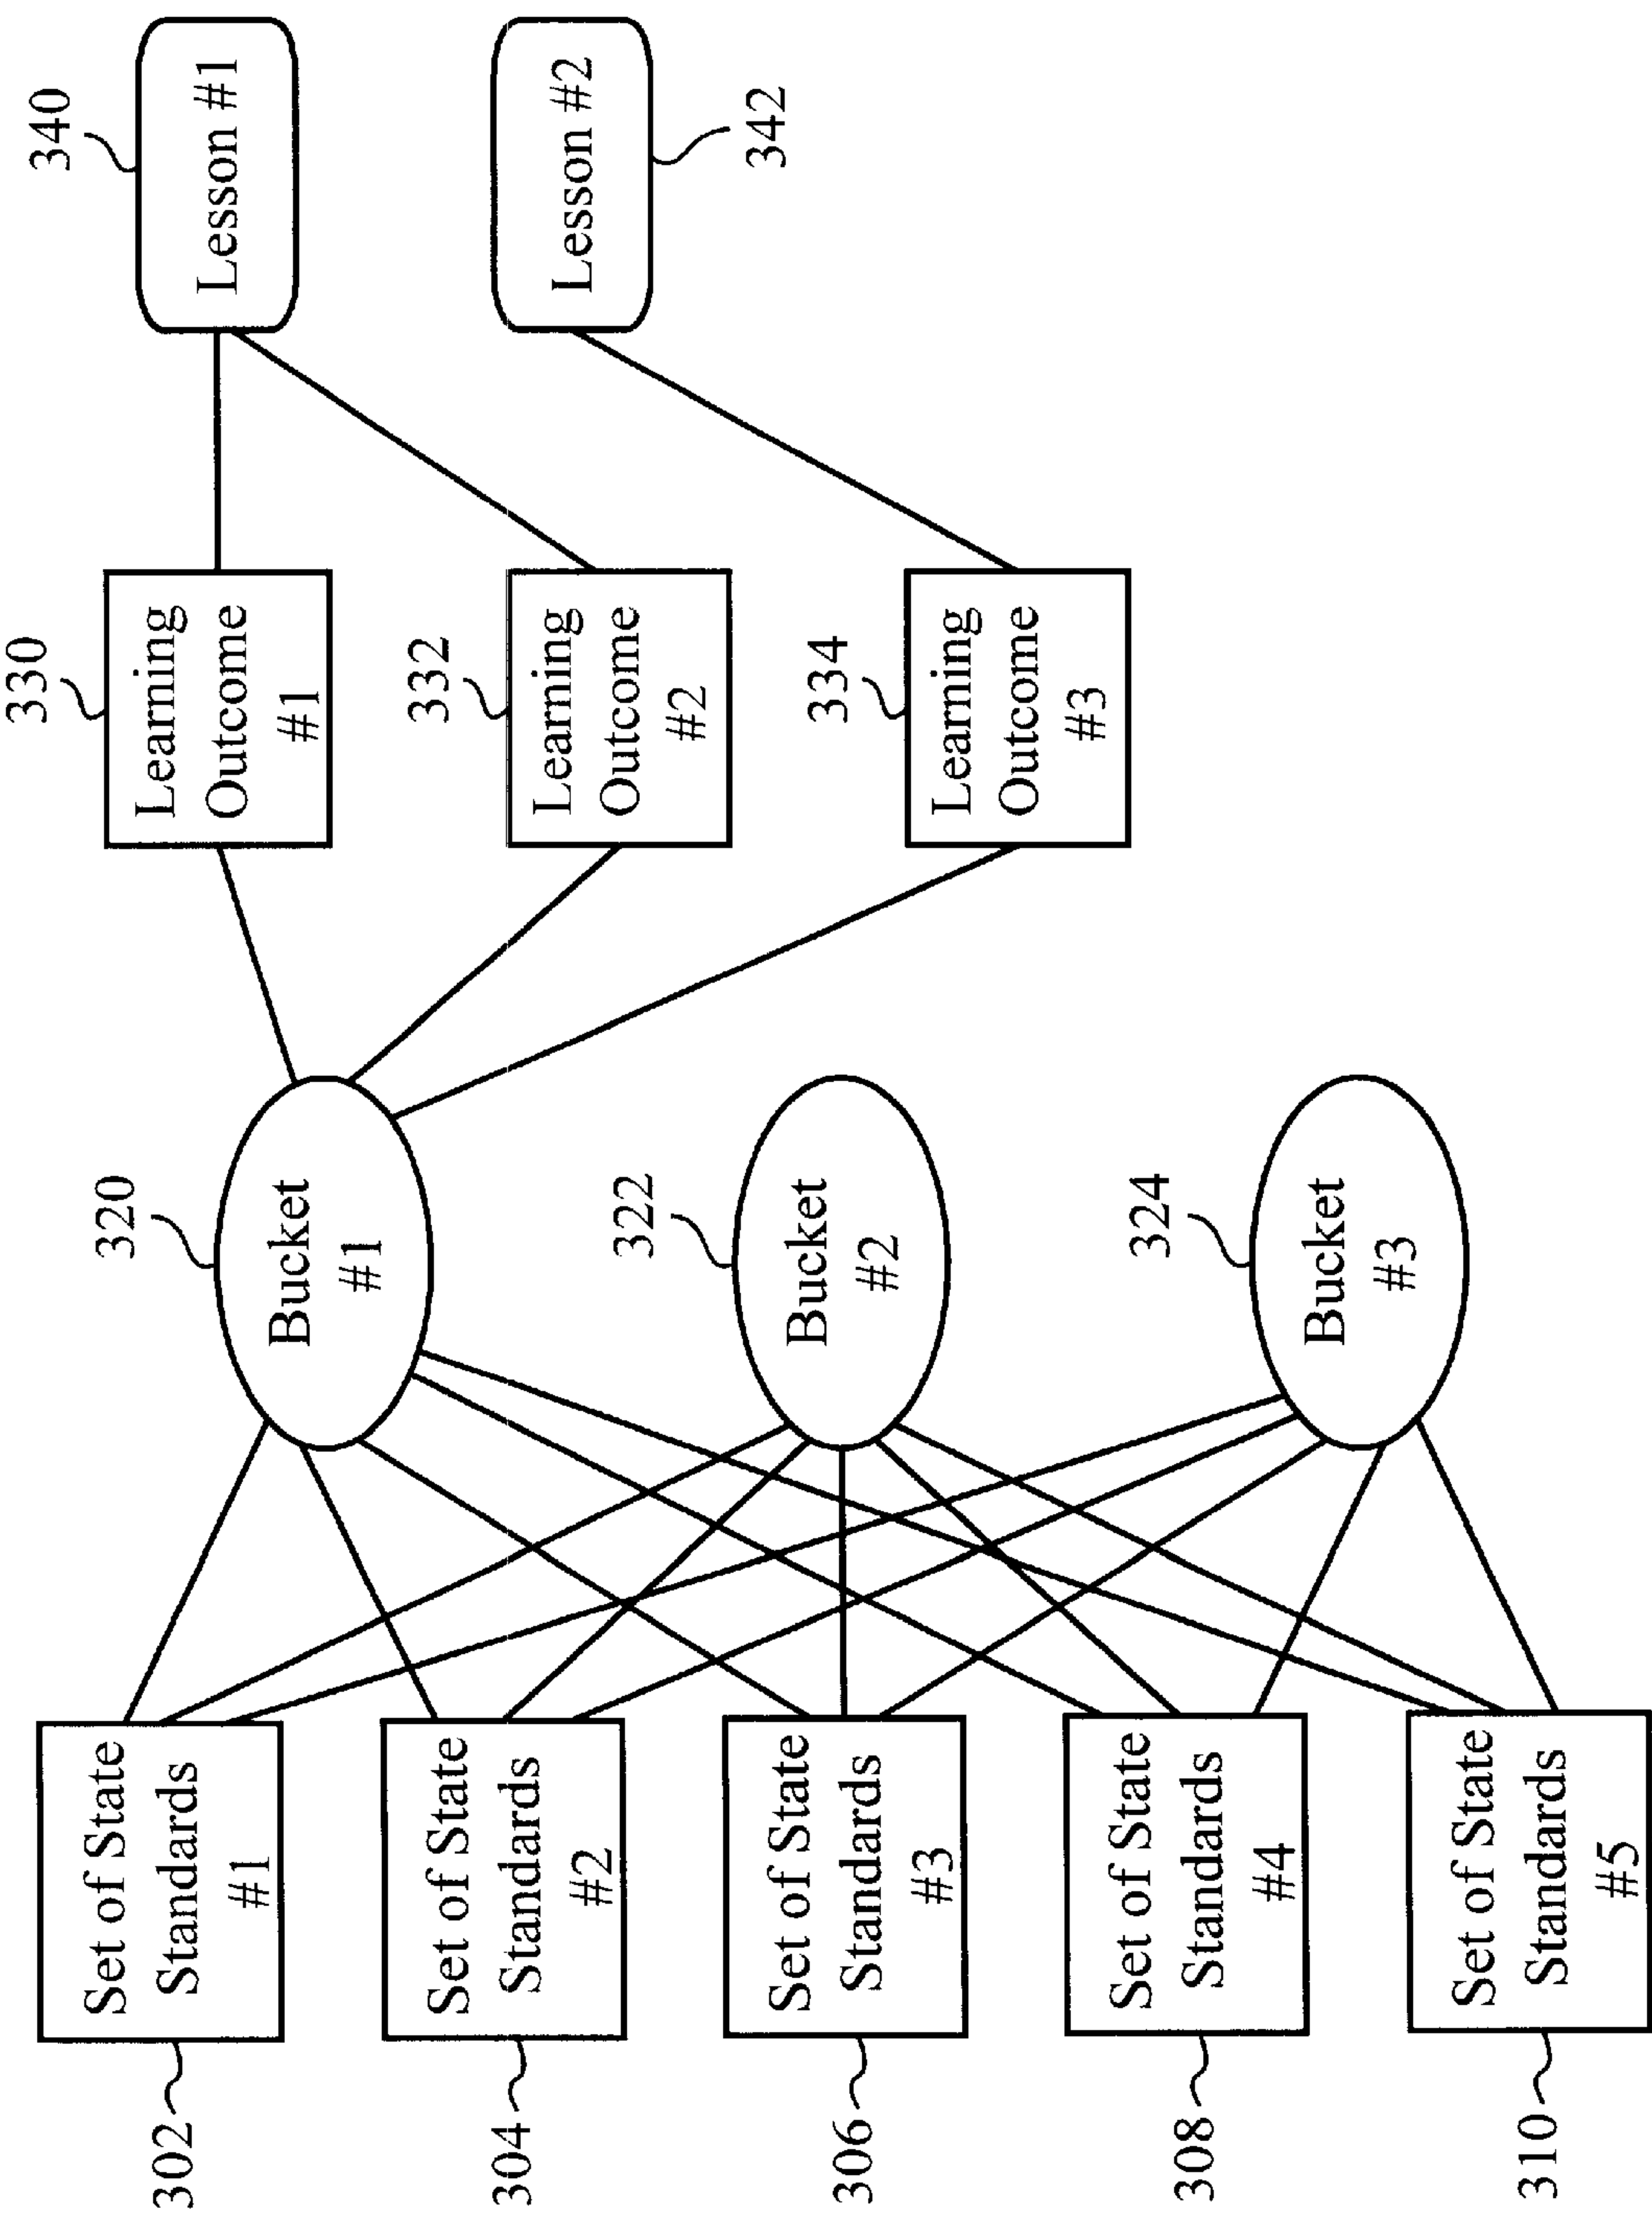 302
Set of State
Standards
#1
304
Set of State
Standards
#2
306
Set of State
Standards
#3
308
Set of State
Standards
#4
310
Set of State
Standards
#5
320
Bucket
#1
322
Bucket
#2
324
Bucket
#3
330
Learning
Outcome
#1
332
Learning
Outcome
#2
334
Learning
Outcome
#3
340
Lesson #1
Lesson #2
342